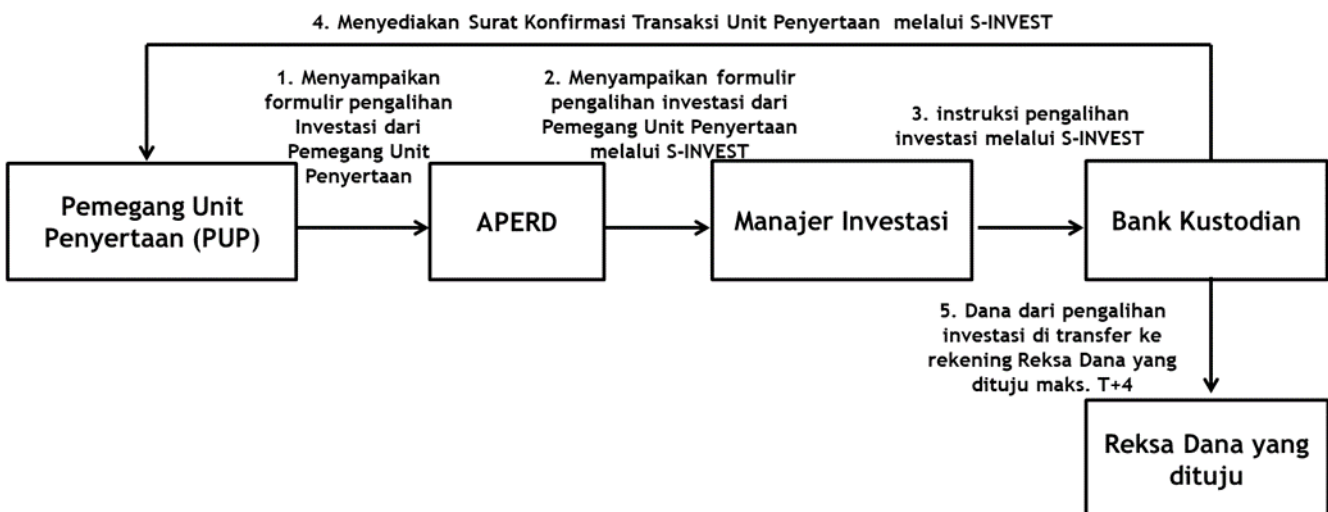 4. Menyediakan Surat Konfirmasi Transaksi Unit Penyertaan melalui S-INVEST
1. Menyampaikan
formulir pengalihan
Investasi dari
Pemegang Unit
Penyertaan
2. Menyampaikan formulir
pengalihan investasi dari
Pemegang Unit Penyertaan
melalui S-INVEST
3. instruksi pengalihan
investasi melalui S-INVEST
Pemegang Unit
Penyertaan (PUP)
APERD
Manajer Investasi
Bank Kustodian
5. Dana dari pengalihan
investasi di transfer ke
rekening Reksa Dana yang
dituju maks. T+4
Reksa Dana yang
dituju